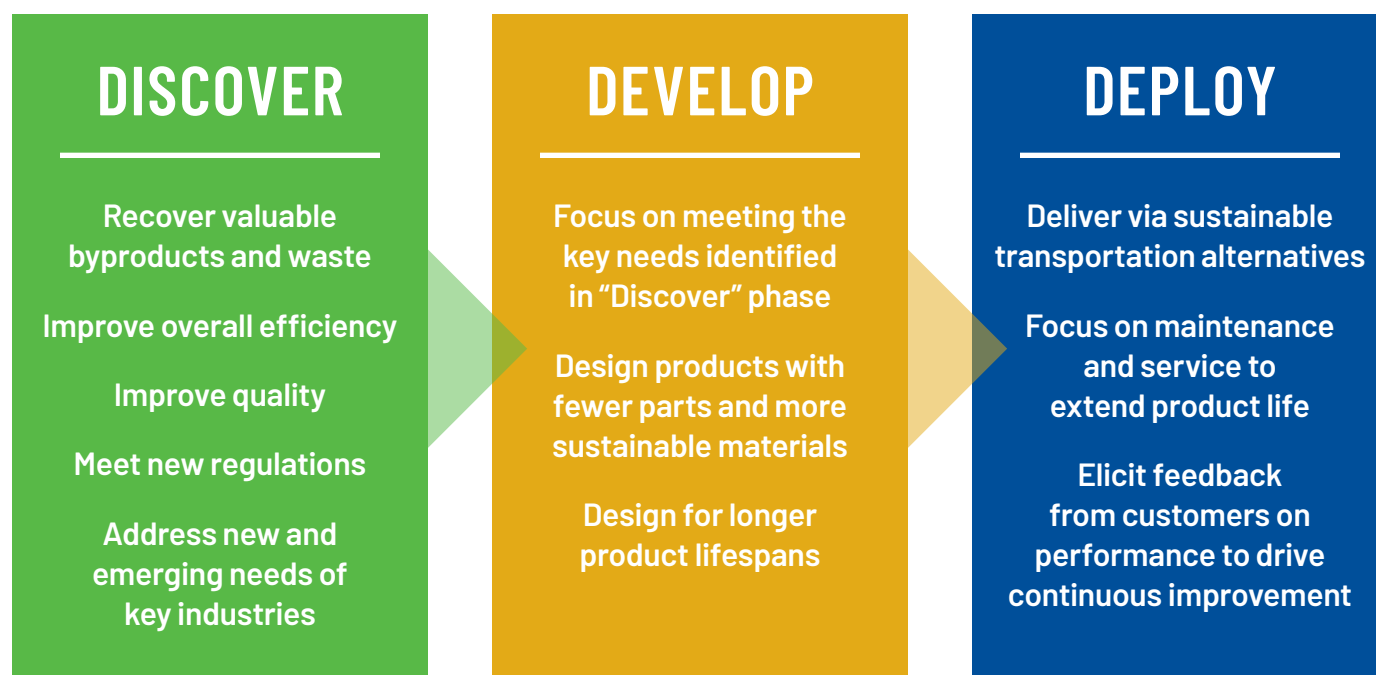 DISCOVER
Recover valuable
byproducts and waste
Improve overall efficiency
Improve quality
Meet new regulations
Address new and
emerging needs of
key industries
DEVELOP
Focus on meeting the
key needs identified
in “Discover” phase
Design products with
fewer parts and more
sustainable materials
Design for longer
product lifespans
DEPLOY
Deliver via sustainable
transportation alternatives
Focus on maintenance
and service to
extend product life
Elicit feedback
from customers on
performance to drive
continuous improvement